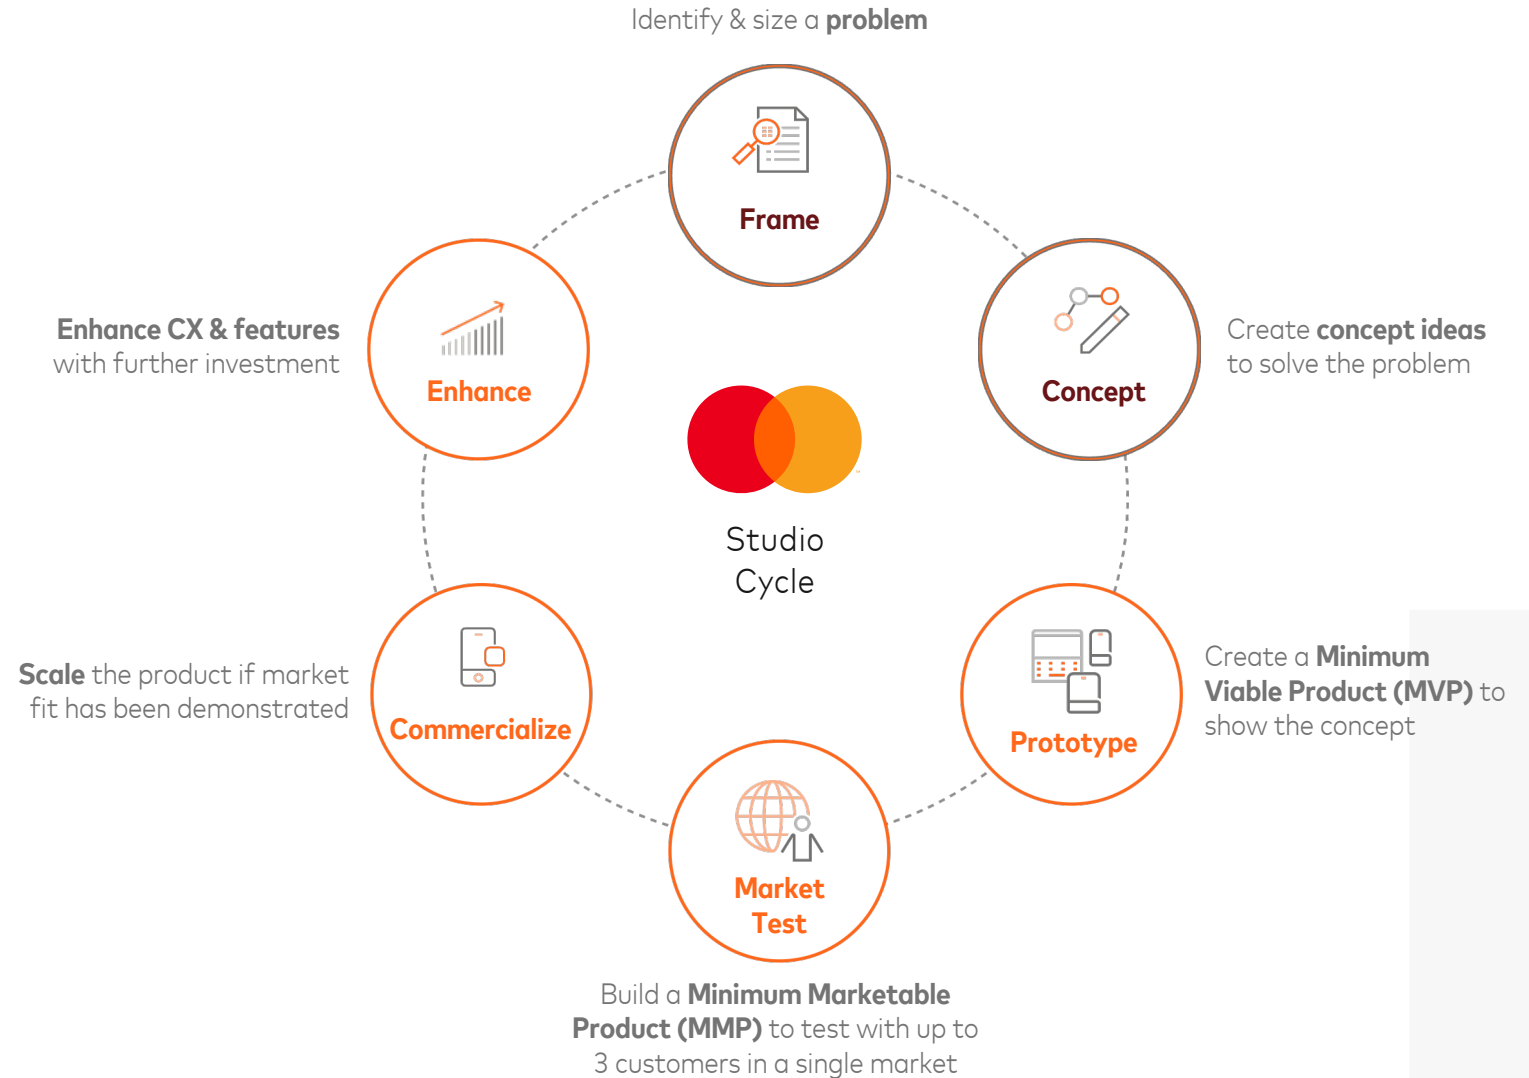 Identify & size a problem
Frame
Concept
Create concept ideas
to solve the problem
Prototype
Create a Minimum
Viable Product (MVP) to
show the concept
Market
Test
Build a Minimum Marketable
Product (MMP) to test with up to
3 customers in a single market
Commercialize
Scale the product if market
fit has been demonstrated
Enhance
Enhance CX & features
with further investment
Studio
Cycle